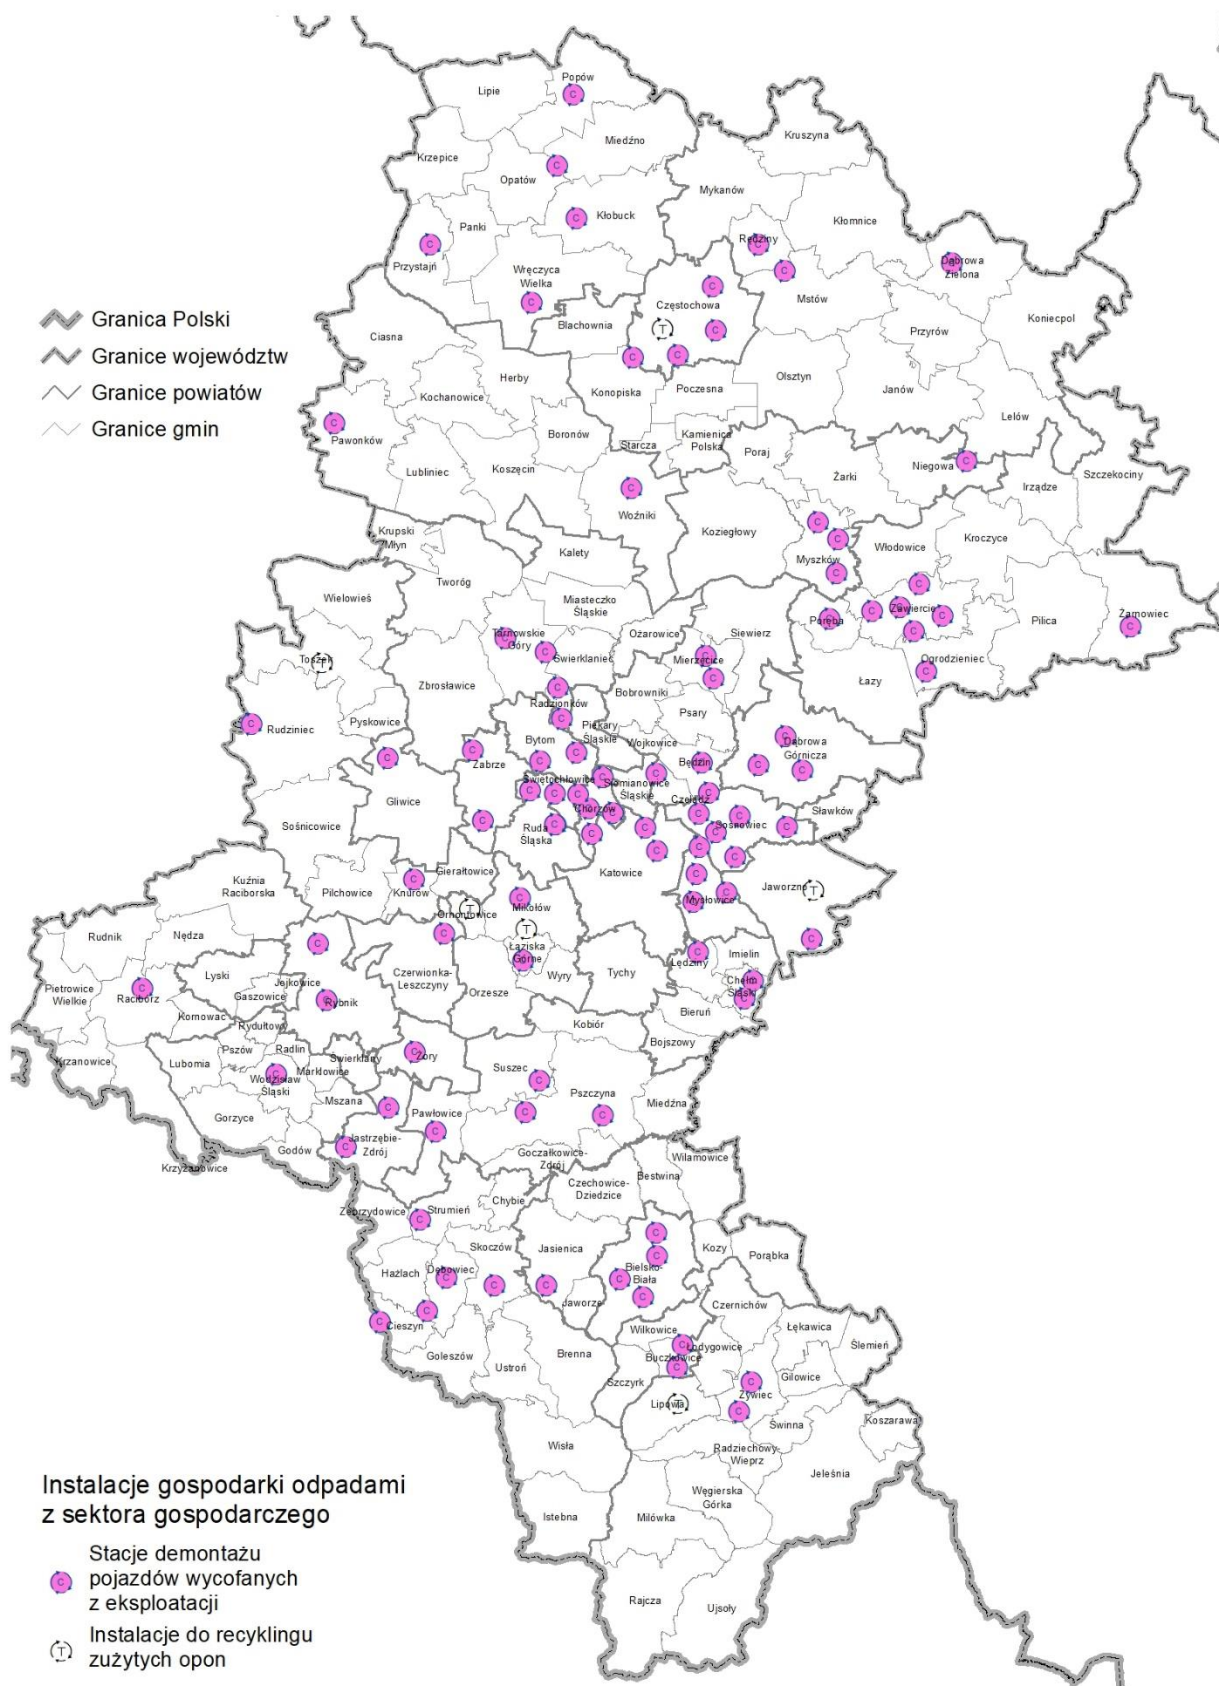 Popów
C
Lipie
Kruszyna
Miedźno
Krzepice
C
Opatów
Mykanów
C
Kłobuck
Kłomnice
Panki
C
Rędziny
C
Przystajń
C
Dąbrowa
Zielona
C
Wręczyca
Wielka
C
Mstów
C
Częstochowa
Koniecpol
Granica Polski
Blachownia
T
C
Przyrów
Ciasna
Granice województw
C
C
Herby
Olsztyn
Konopiska
Poczesna
Janów
Granice powiatów
Kochanowice
Lelów
C
Granice gmin
Pawonków
Boronów
Kamienica
Polska
Starcza
Poraj
Niegowa
C
Lubliniec
Koszęcin
Żarki
Szczekociny
Irządze
C
Woźniki
C
Krupski
Młyn
Koziegłowy
C
Kroczyce
Kalety
Myszków
Włodowice
C
Tworóg
C
Wielowieś
Miasteczko
Śląskie
C
Zawiercie
C
C
Żarnowiec
Poręba
C
Pilica
C
Tarnowskie
Góry
C
Ożarowice
Siewierz
C
C
Świerklaniec
C
Mierzęcice
C
Ogrodzieniec
Toszek
T
C
C
Łazy
Zbrosławice
C
Bobrowniki
Radzionków
Psary
C
Rudziniec
Pyskowice
C
Piekary
Śląskie
Bytom
Wojkowice
C
Dąbrowa
Górnicza
C
C
Zabrze
C
C
Będzin
C
C
C
Gliwice
Świętochłowice
C
Siemianowice
Śląskie
C
C
C
C
Czeladź
C
Chorzów
Sławków
C
C
C
C
Sosnowiec
C
Sośnicowice
Ruda
Śląska
C
C
C
C
C
C
C
Gierałtowice
Katowice
Kuźnia
Raciborska
Pilchowice
C
Knurów
C
Jaworzno
T
C
Mikołów
Mysłowice
C
C
Ornontowice
T
T
Rudnik
Nędza
C
C
C
Łaziska
Górne
C
Lędziny
C
Imielin
Lyski
Czerwionka-
Leszczyny
Wyry
Tychy
Chełm
Śląski
C
C
Pietrowice
Wielkie
C
Racibórz
Jejkowice
Gaszowice
Rybnik
C
Orzesze
Bieruń
Kornowac
Kobiór
Rydułtowy
Bojszowy
Pszów
Radlin
Świerklany
Żory
C
Krzanowice
Lubomia
Marklowice
Suszec
C
Wodzisław
Śląski
C
Pszczyna
Mszana
C
Miedźna
Gorzyce
Pawłowice
C
C
C
Jastrzębie-
Zdrój
C
Godów
Goczałkowice-
Zdrój
Wilamowice
Krzyżanowice
Bestwina
Czechowice-
Dziedzice
Chybie
Zebrzydowice
Strumień
C
C
Skoczów
Jasienica
Kozy
Porąbka
Hażlach
Dębowiec
C
Bielsko-
Biała
C
C
C
C
C
Jaworze
Czernichów
C
Cieszyn
C
Wilkowice
Łękawica
Ślemień
C
Łodygowice
Goleszów
Brenna
Buczkowice
C
Ustroń
Gilowice
Szczyrk
C
Żywiec
Lipowa
T
C
Koszarawa
Świnna
Wisła
Radziechowy-
Wieprz
Jeleśnia
Instalacje gospodarki odpadami
z sektora gospodarczego
Węgierska
Górka
Istebna
Milówka
Stacje demontażu
C
pojazdów wycofanych
z eksploatacji
Rajcza
Ujsoły
Instalacje do recyklingu
T
zużytych opon